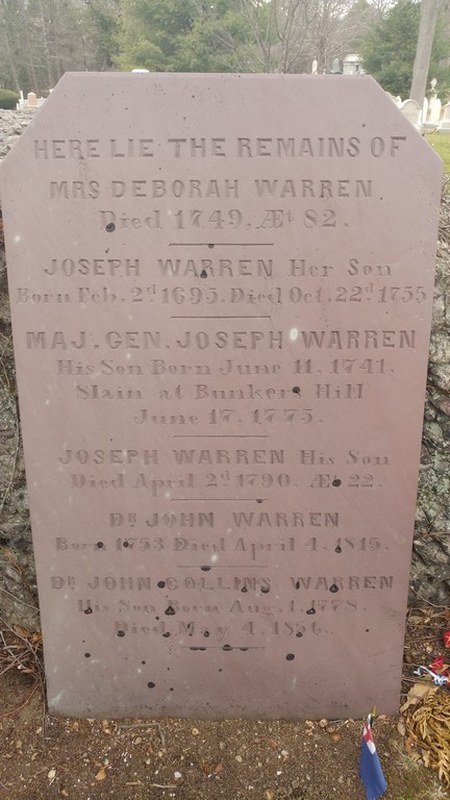 HERE LIE THE REMAINS OF
MRS DEBORAH WARREN
Died 1749. Æt 82.
JOSEPH WARREN Her Son
Born Feb. 2d 1695. Died Oct. 22d 1755
MAJ. GEN. JOSEPH WARREN
His Son Born June 11. 1741.
Slain at Bunkers Hill
June 17. 1775.
JOSEPH WARREN His Son
Died April 2d 1790. Æt 22.
DR JOHN WARREN
Born 1753 Died April 4. 1815.
DR JOHN COLLINS WARREN
His Son Born Aug. 1. 1778.
Died May 4. 1856.